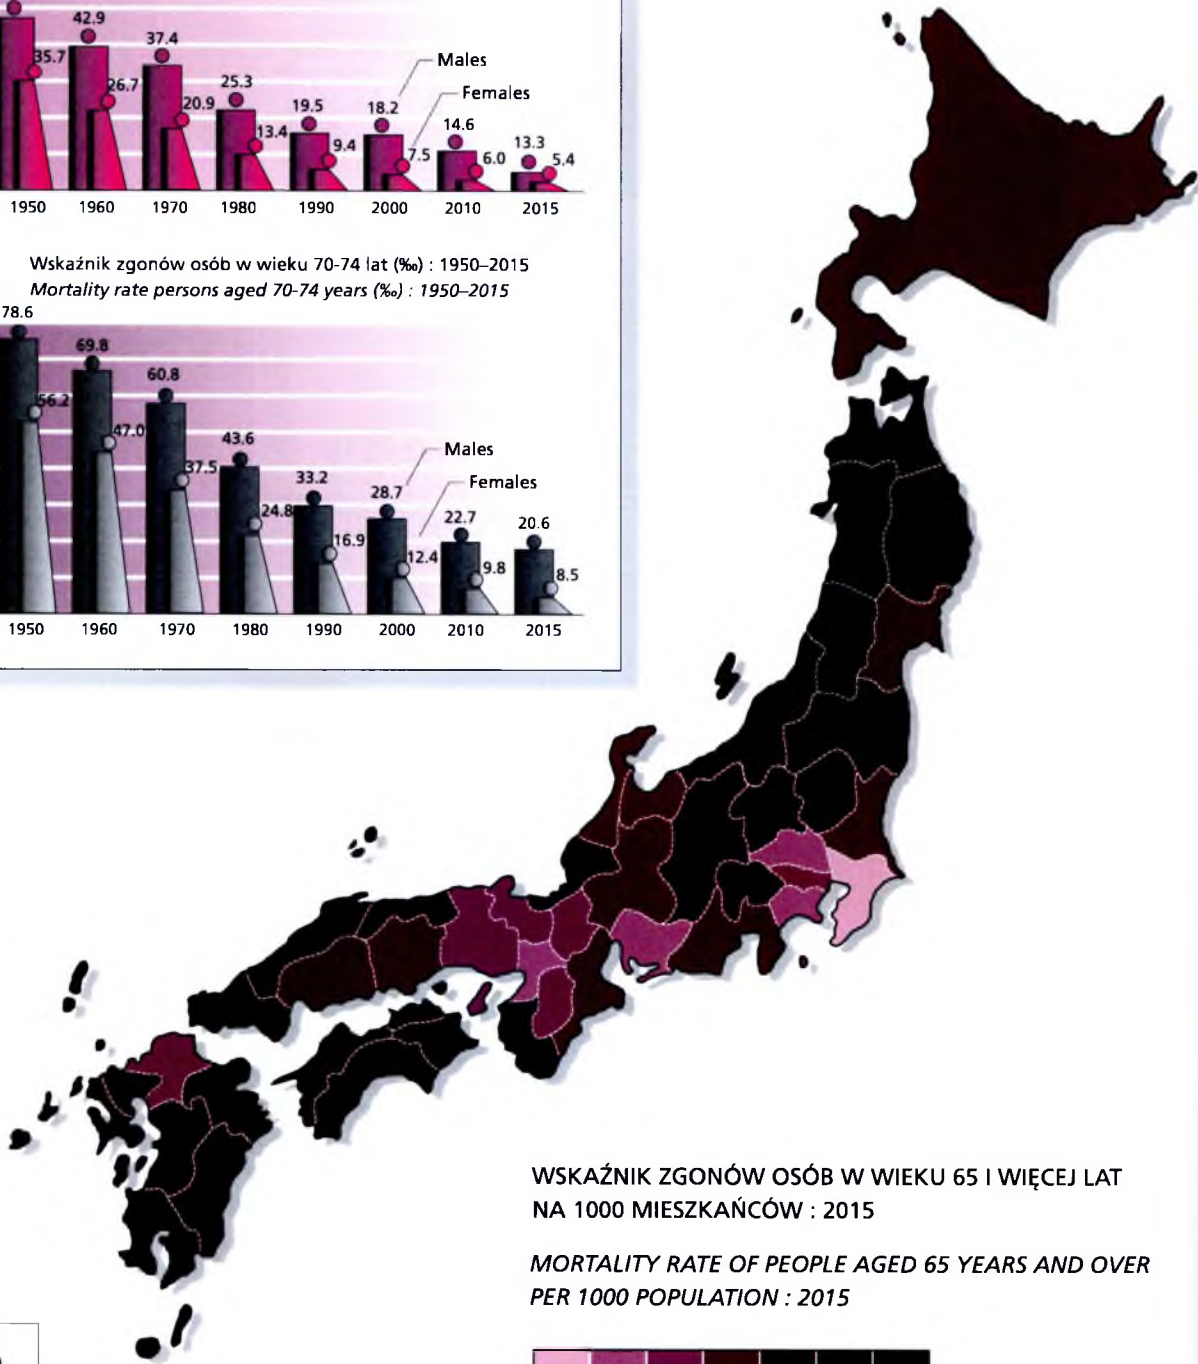 42.9
37.4
35.7
26.7
20.9
25.3
13.4
19.5
9.4
18.2
7.5
14.6
6.0
13.3
5.4
Males
Females
1950 1960 1970 1980 1990 2000 2010 2015
Wskaźnik zgonów osób w wieku 70-74 lat (‰) : 1950–2015
Mortality rate persons aged 70-74 years (‰) : 1950–2015
78.6
56.2
69.8
47.0
60.8
37.5
43.6
24.8
33.2
16.9
28.7
12.4
22.7
9.8
20.6
8.5
Males
Females
1950 1960 1970 1980 1990 2000 2010 2015
WSKAŹNIK ZGONÓW OSÓB W WIEKU 65 I WIĘCEJ LAT
NA 1000 MIESZKAŃCÓW : 2015
MORTALITY RATE OF PEOPLE AGED 65 YEARS AND OVER
PER 1000 POPULATION : 2015